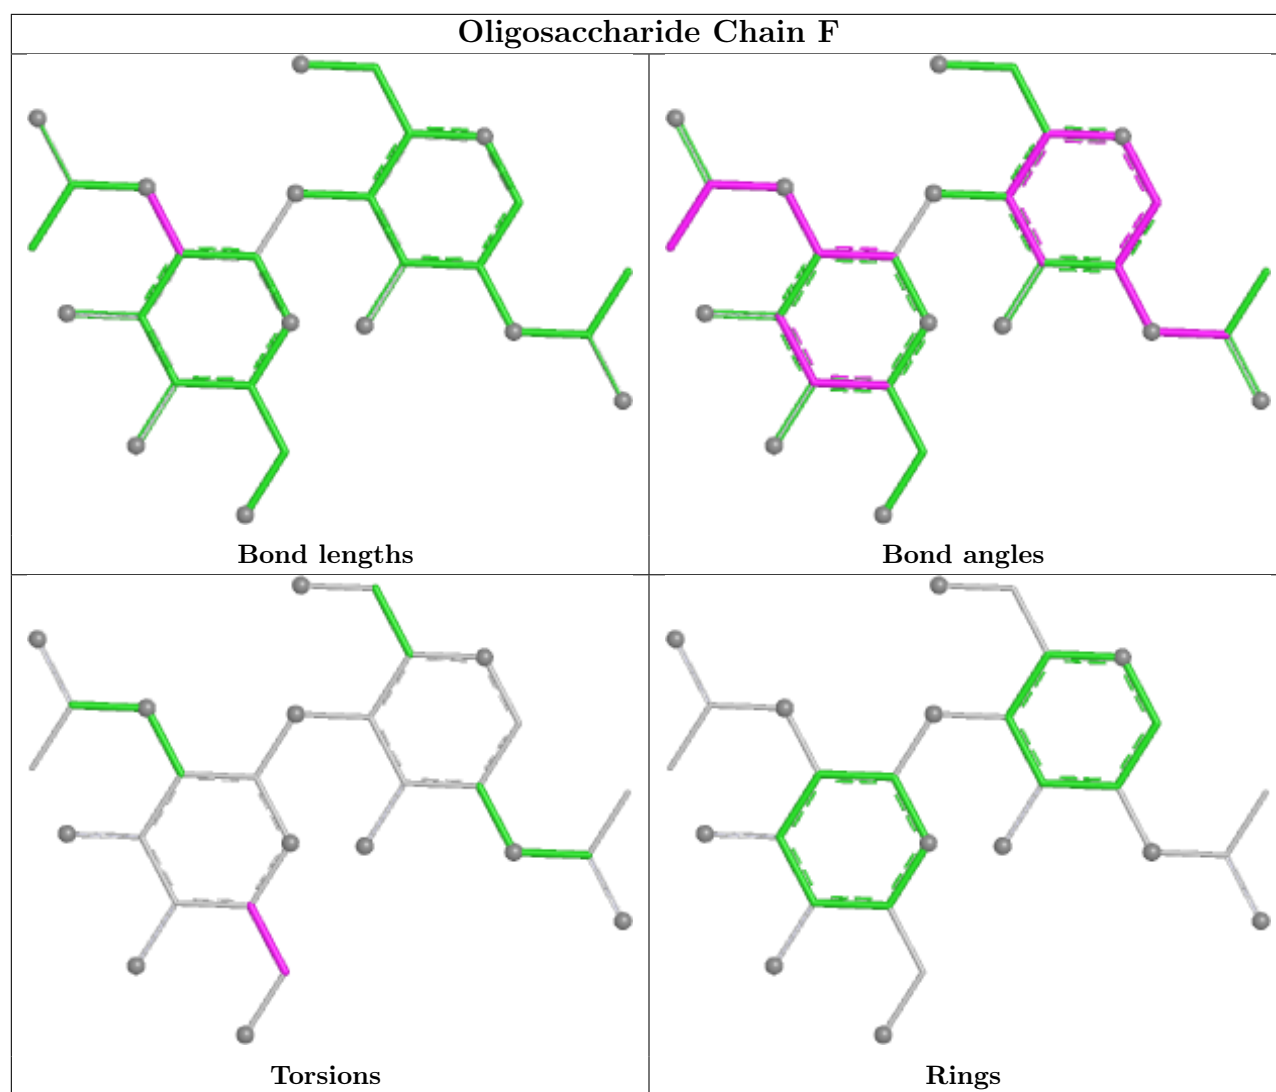 Oligosaccharide Chain F
Bond lengths
Bond angles
Torsions
Rings